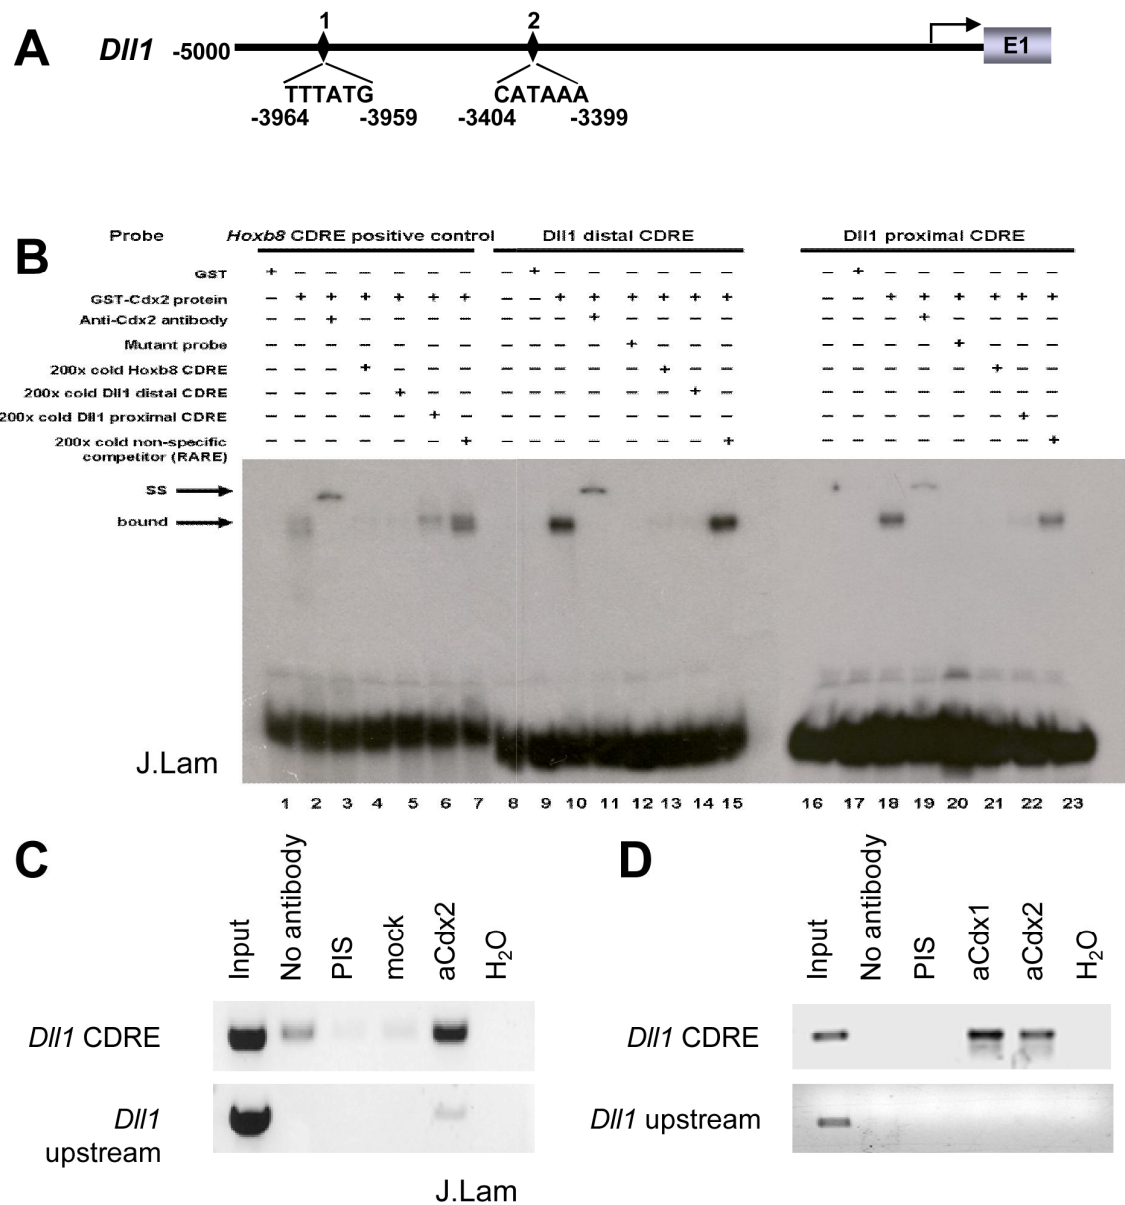 A
Dll1 -5000
1 2
E1
TTTATG CATAAA
-3964 -3959 -3404 -3399
B
Probe Hoxb8 CDRE positive control Dll1 distal CDRE Dll1 proximal CDRE
GST + – – – – – – – + – – – – – – – + – – – – – –
GST-Cdx2 protein – + + + + + + – – + + + + + + – – + + + + + +
Anti-Cdx2 antibody – – + – – – – – – – + – – – – – – – + – – – –
Mutant probe – – – – – – – – – – – + – – – – – – – + – – –
200x cold Hoxb8 CDRE – – – + – – – – – – – – + – – – – – – – + – –
200x cold Dll1 distal CDRE – – – – + – – – – – – – – + – – – – – – – – –
200x cold Dll1 proximal CDRE – – – – – + – – – – – – – – – – – – – – – + –
200x cold non-specific – – – – – – + – – – – – – – + – – – – – – – +
competitor (RARE)
SS
bound
J.Lam
1 2 3 4 5 6 7 8 9 10 11 12 13 14 15 16 17 18 19 20 21 22 23
C
Input No antibody PIS mock aCdx2 H2O
Dll1 CDRE
Dll1
upstream
J.Lam
D
Input No antibody PIS aCdx1 aCdx2 H2O
Dll1 CDRE
Dll1 upstream